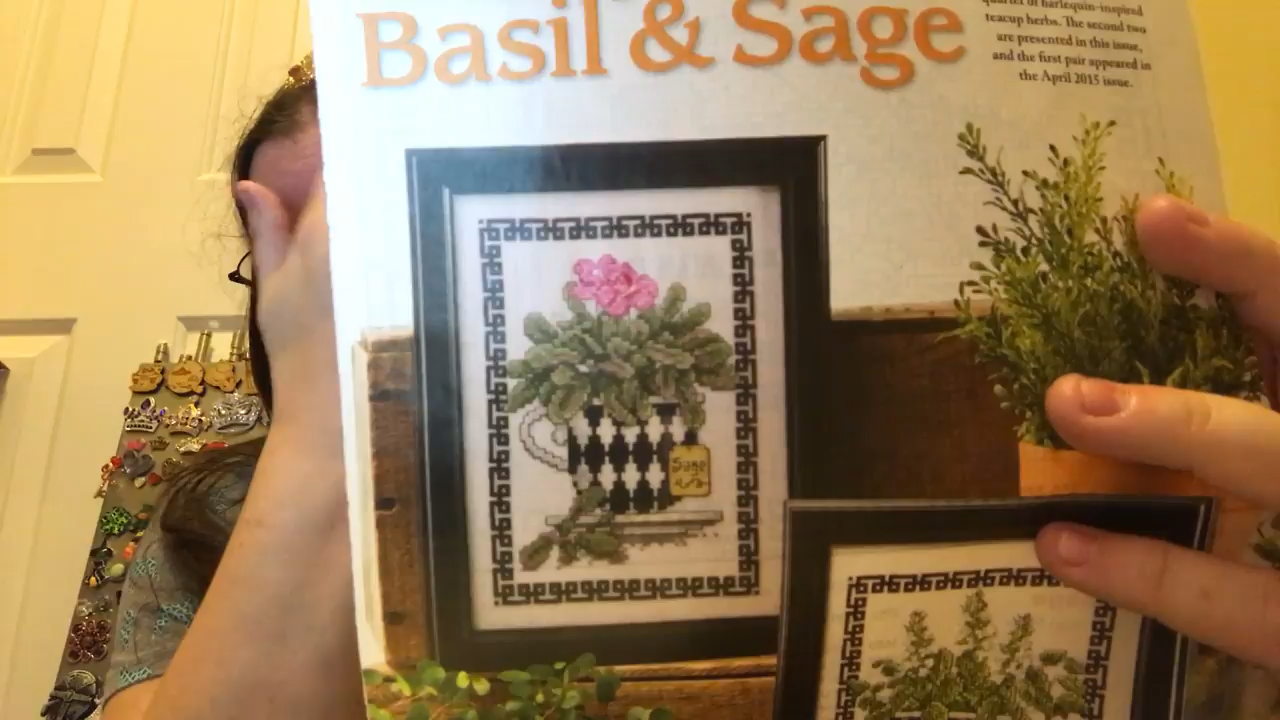 Basil & Sage
quartet of harlequin-inspired
teacup herbs. The second two
are presented in this issue,
and the first pair appeared in
the April 2015 issue.
Sage